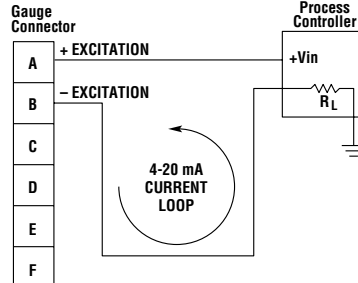 Gauge
Connector
Process
Controller
A
+ EXCITATION
+Vin
B
– EXCITATION
RL
C
D
E
F
4-20 mA
CURRENT
LOOP